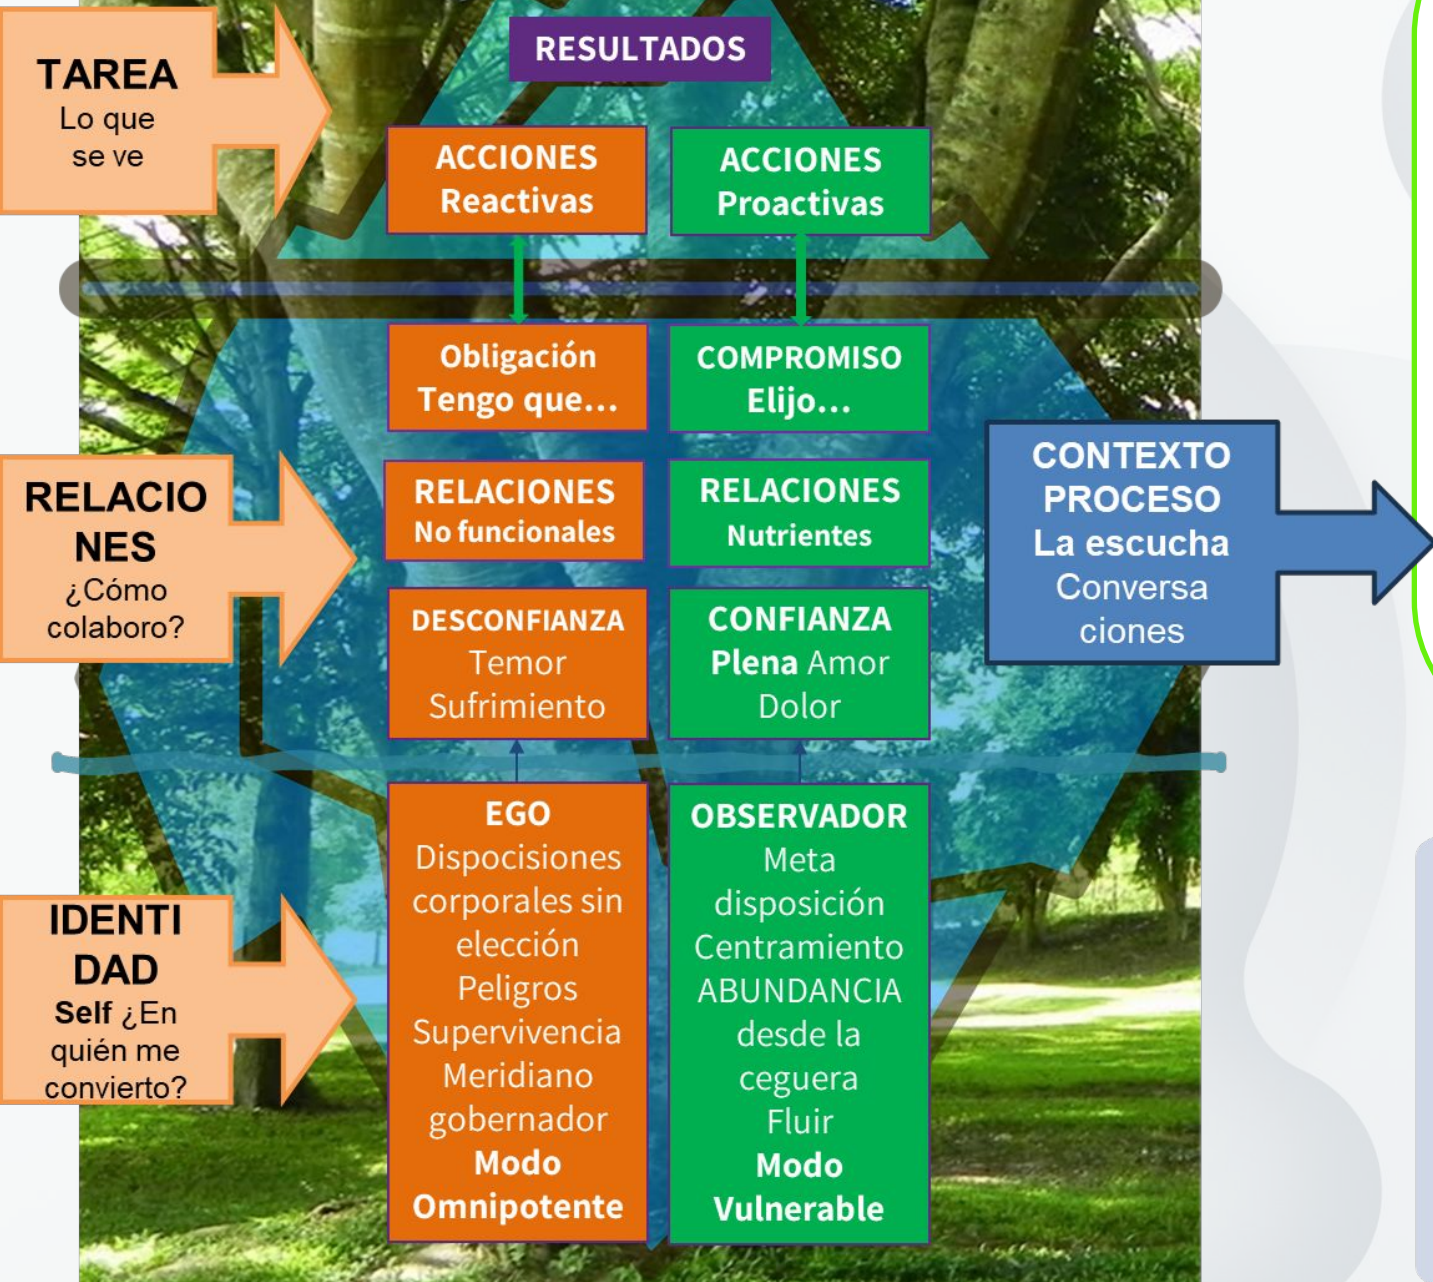 RESULTADOS
TAREA
Lo que
se ve
ACCIONES
Reactivas
ACCIONES
Proactivas
Obligación
Tengo que...
COMPROMISO
Elijo...
RELACIO
NES
¿Cómo
colaboro?
RELACIONES
No funcionales
RELACIONES
Nutrientes
CONTEXTO
PROCESO
La escucha
Conversa
ciones
DESCONFIANZA
Temor
Sufrimiento
CONFIANZA
Plena Amor
Dolor
IDENTI
DAD
Self ¿En
quién me
convierto?
EGO
Dispocisiones
corporales sin
elección
Peligros
Supervivencia
Meridiano
gobernador
Modo
Omnipotente
OBSERVADOR
Meta
disposición
Centramiento
ABUNDANCIA
desde la
ceguera
Fluir
Modo
Vulnerable